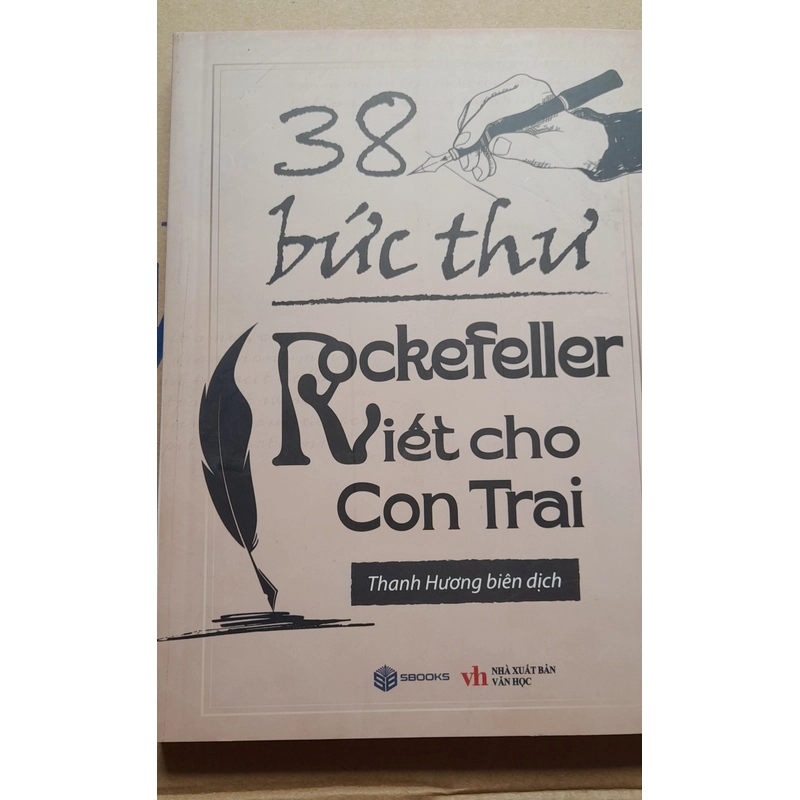 38
bức thư
Rockefeller
Viết cho
Con Trai
Thanh Hương biên dịch
SB SBOOKS
vh NHÀ XUẤT BẢN
VĂN HỌC